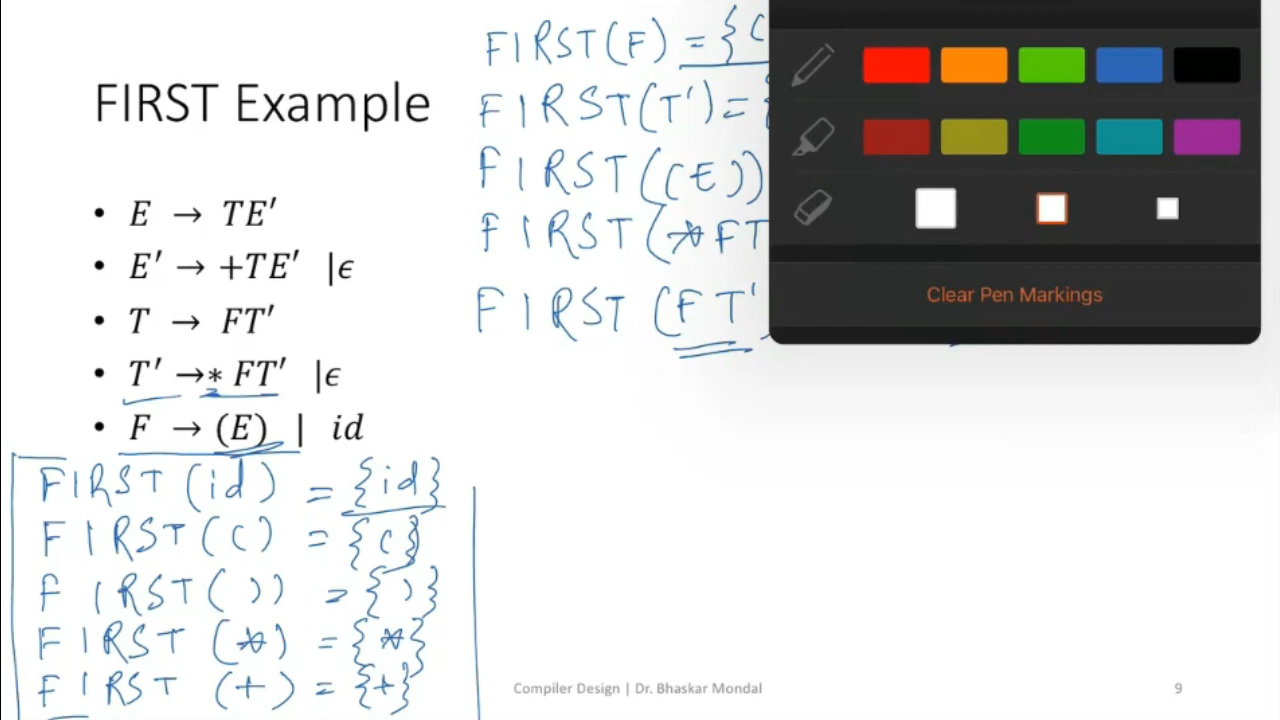 FIRST Example
• E → TE′
• E′ → +TE′ |ϵ
• T → FT′
• T′ →∗ FT′ |ϵ
• F → (E) | id
FIRST (id) = {id}
FIRST (() = {(}
FIRST ()) = {)}
FIRST (*) = {*}
FIRST (+) = {+}
FIRST(F) = {(
FIRST(T') = {
FIRST((E))
FIRST(*FT
FIRST (FT'
Clear Pen Markings
Compiler Design | Dr. Bhaskar Mondal
9